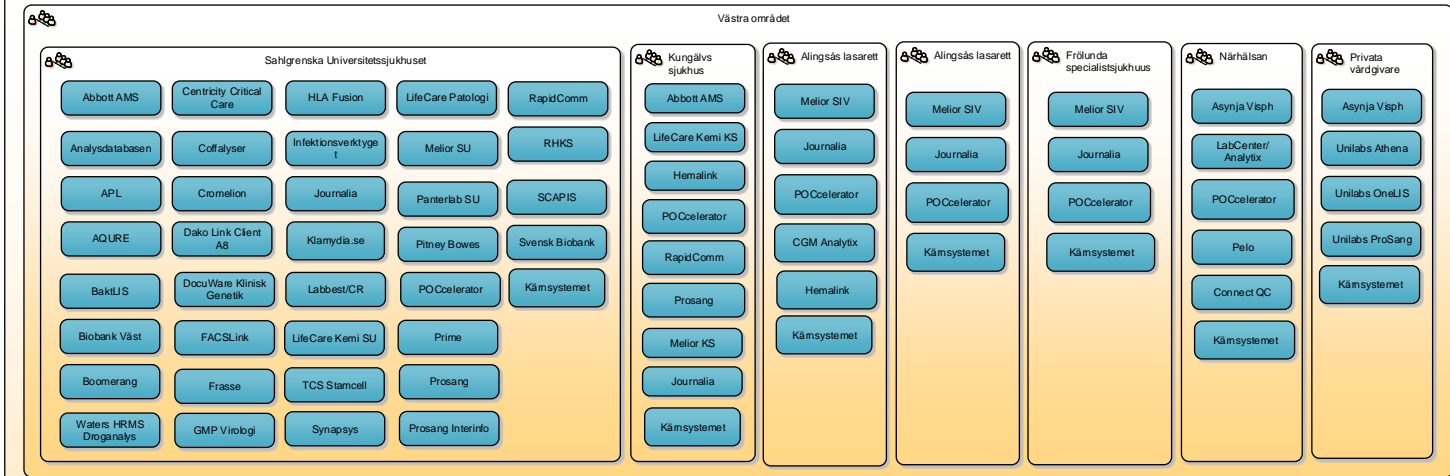 Västra området
Sahlgrenska Universitetssjukhuset
Abbott AMS
Analysdatabasen
APL
AQURE
BaktLIS
Biobank Väst
Boomerang
Waters HRMS
Droganalys
Centricity Critical
Care
Coffalyser
Cromelion
Dako Link Client
A8
DocuWare Klinisk
Genetik
FACSLink
Frasse
GMP Virologi
HLA Fusion
Infektionsverktyge
t
Journalia
Klamydia.se
Labbest/CR
LifeCare Kemi SU
TCS Stamcell
Synapsys
LifeCare Patologi
Melior SU
Panterlab SU
Pitney Bowes
POCcelerator
Prime
Prosang
Prosang Interinfo
RapidComm
RHKS
SCAPIS
Svensk Biobank
Kärnsystemet
Kungälvs
sjukhus
Abbott AMS
LifeCare Kemi KS
Hemalink
POCcelerator
RapidComm
Prosang
Melior KS
Journalia
Kärnsystemet
Alingsås lasarett
Melior SIV
Journalia
POCcelerator
CGM Analytix
Hemalink
Kärnsystemet
Alingsås lasarett
Melior SIV
Journalia
POCcelerator
Kärnsystemet
Frölunda
specialistsjukhuus
Melior SIV
Journalia
POCcelerator
Kärnsystemet
Närhälsan
Asynja Visph
LabCenter/
Analytix
POCcelerator
Pelo
Connect QC
Kärnsystemet
Privata
vårdgivare
Asynja Visph
Unilabs Athena
Unilabs OneLIS
Unilabs ProSang
Kärnsystemet